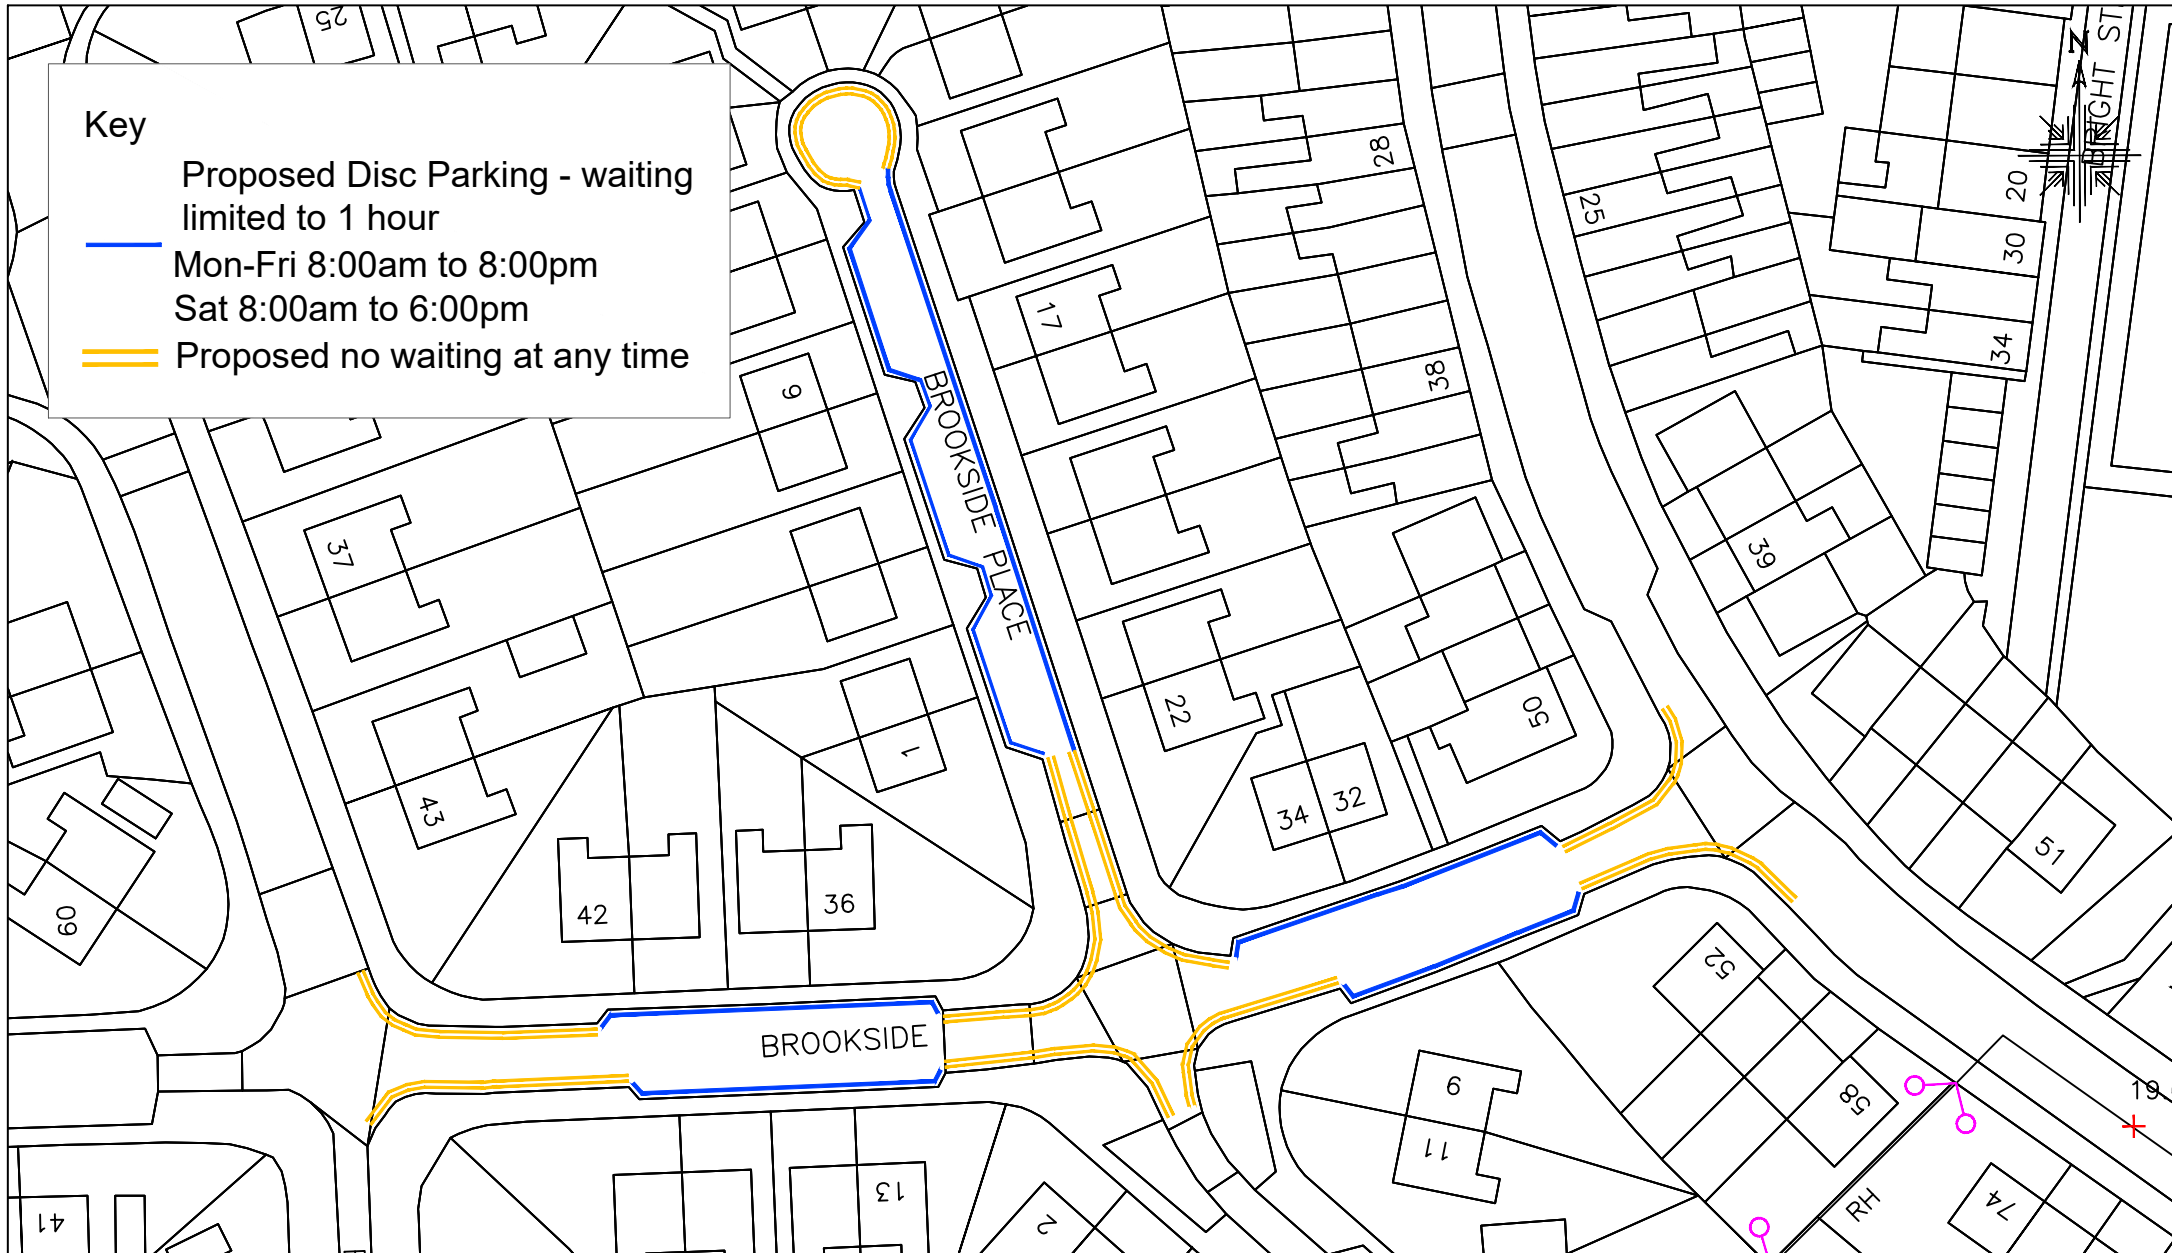 25
Key
Proposed Disc Parking - waiting
limited to 1 hour
Mon-Fri 8:00am to 8:00pm
Sat 8:00am to 6:00pm
Proposed no waiting at any time
N
BRIGHT ST
28
25
20
30
34
17
38
9
BROOKSIDE PLACE
37
39
22
50
1
43
34
32
51
42
36
60
52
BROOKSIDE
9
11
58
19.
13
41
2
RH
74